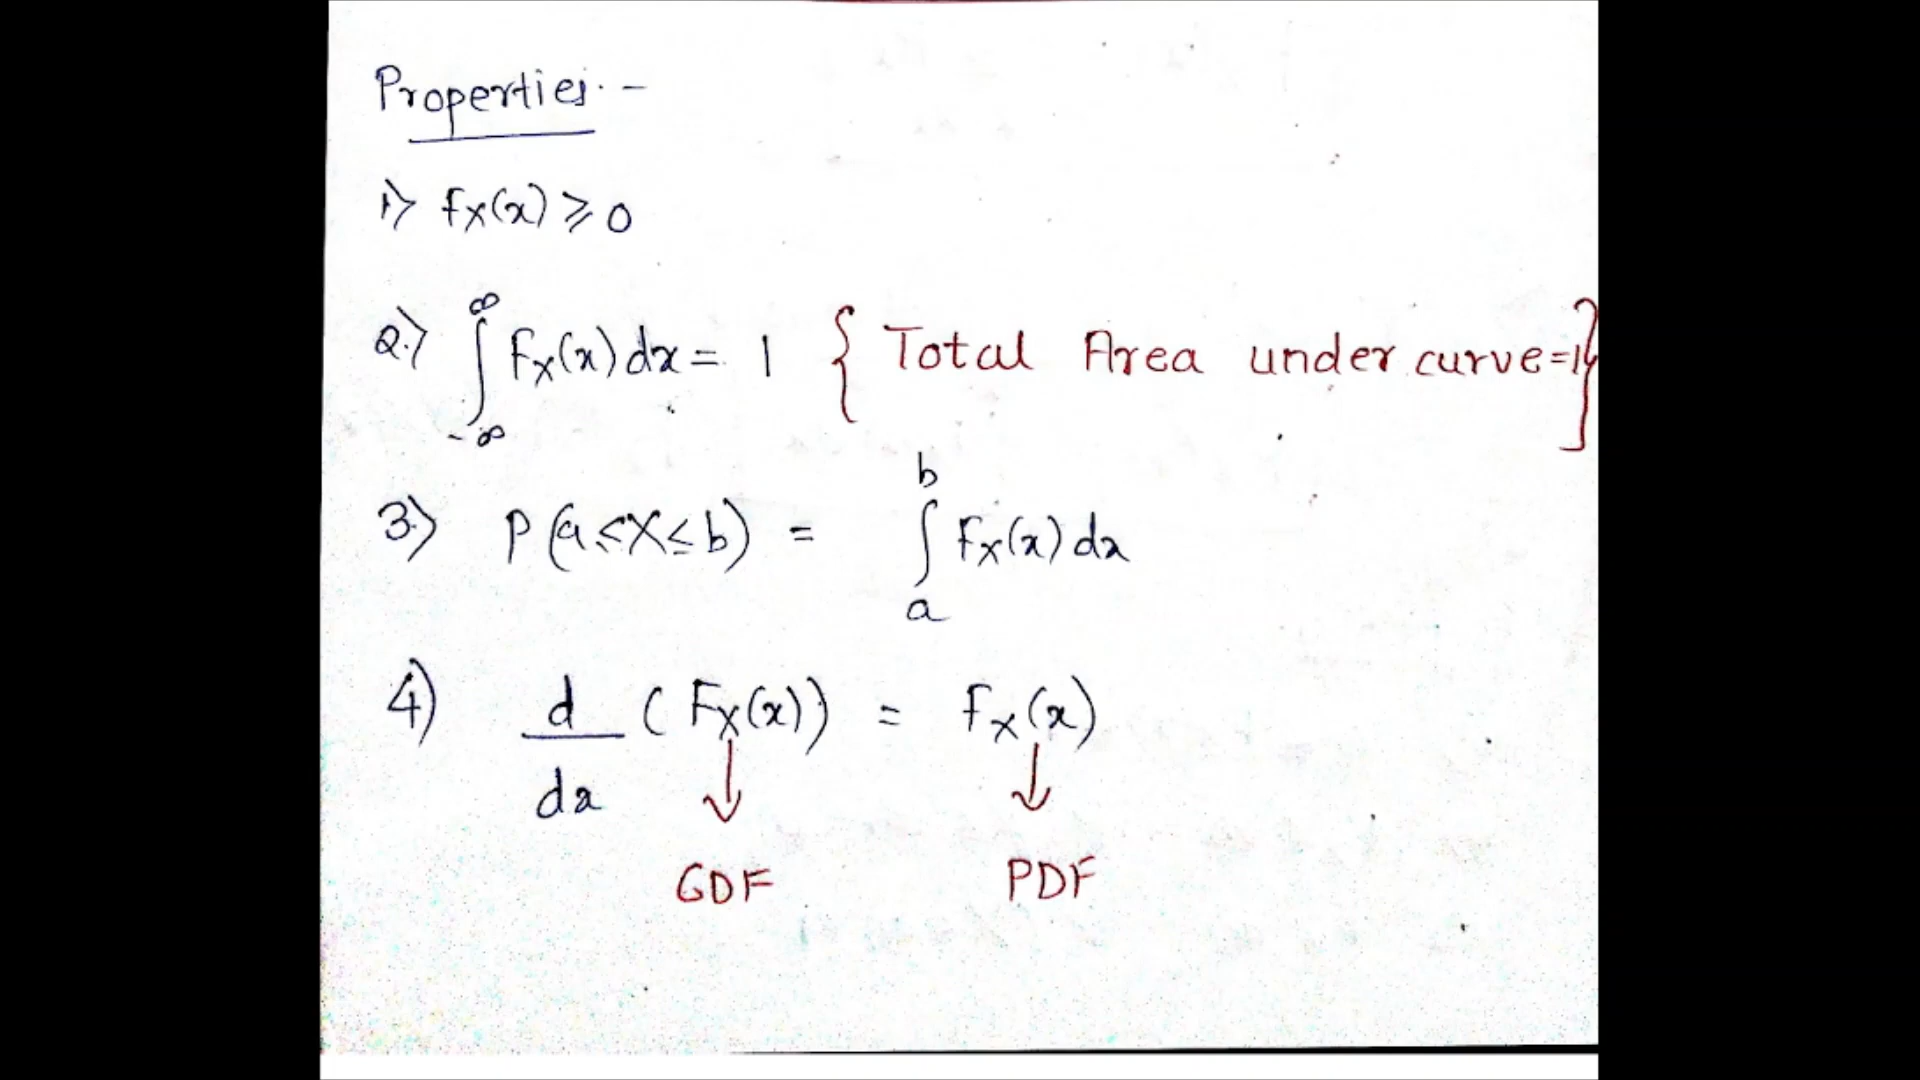 Properties:-
1) fx(x) ⩾ 0
2.) ∫_{-∞}^{∞} fx(x) dx = 1 { Total Area under curve=1}
3.) P(a≤X≤b) = ∫_{a}^{b} fx(x) dx
4) d/dx (Fx(x)) = fx(x)
↓ ↓
CDF PDF